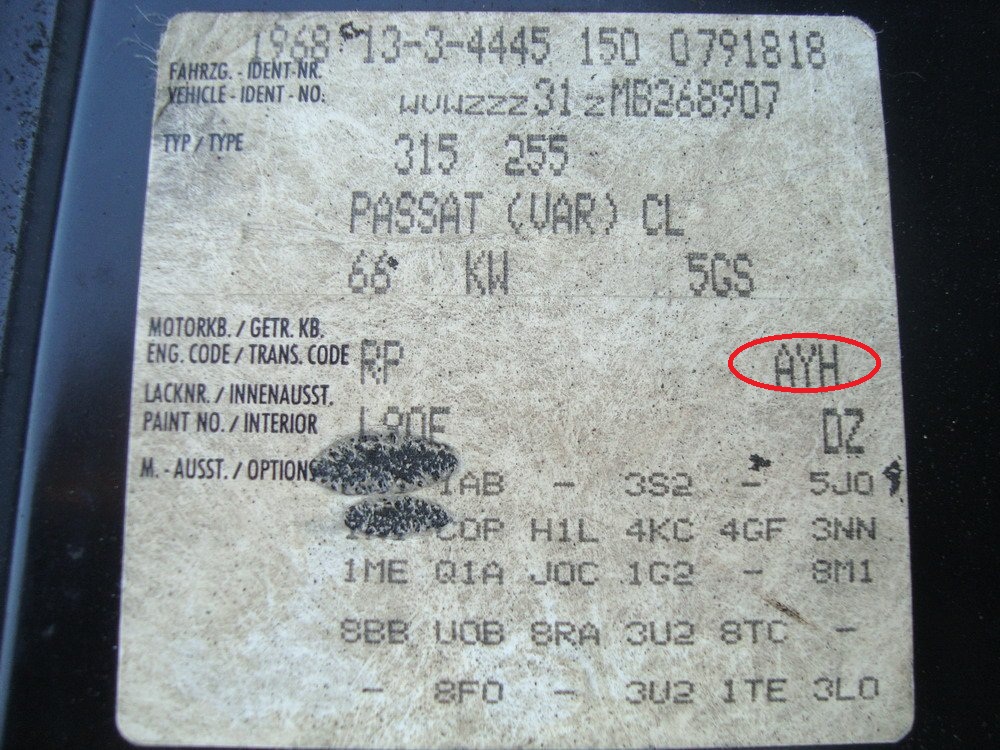 1968 13-3-4445 150 0791818
FAHRZG. - IDENT-NR.
VEHICLE - IDENT - NO: WVWZZZ31ZMB268907
TYP / TYPE 315 255
PASSAT (VAR) CL
66 KW 5GS
MOTORKB. / GETR. KB.
ENG. CODE / TRANS. CODE RP AYH
LACKNR. / INNENAUSST.
PAINT NO. / INTERIOR L90E DZ
M. - AUSST. / OPTIONS 1AB - 3S2 - 5J0
C0P H1L 4KC 4GF 3NN
1ME Q1A J0C 1G2 - 8M1
8BB U0B 8RA 3U2 8TC -
- 8F0 - 3U2 1TE 3L0